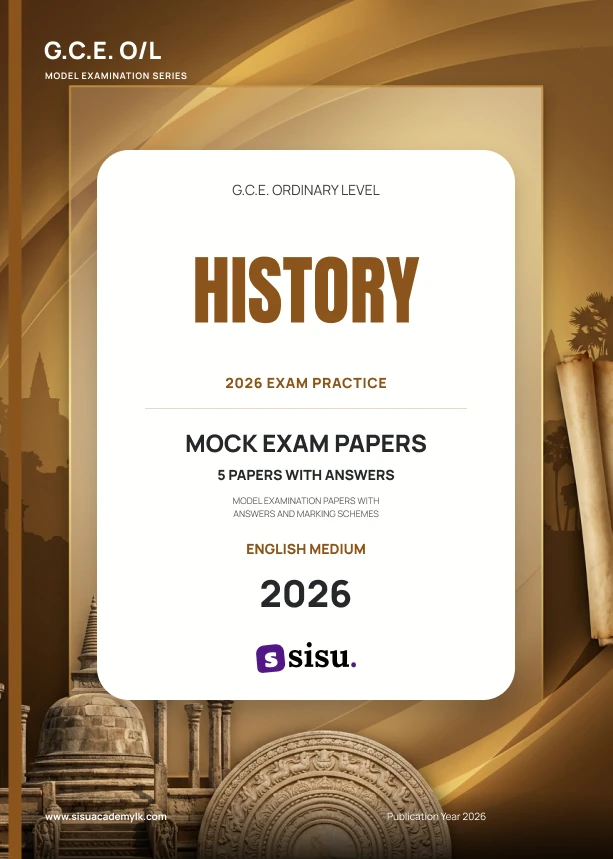 G.C.E. O/L
MODEL EXAMINATION SERIES
G.C.E. ORDINARY LEVEL
HISTORY
2026 EXAM PRACTICE
MOCK EXAM PAPERS
5 PAPERS WITH ANSWERS
MODEL EXAMINATION PAPERS WITH
ANSWERS AND MARKING SCHEMES
ENGLISH MEDIUM
2026
s sisu.
www.sisuacademylk.com
Publication Year 2026